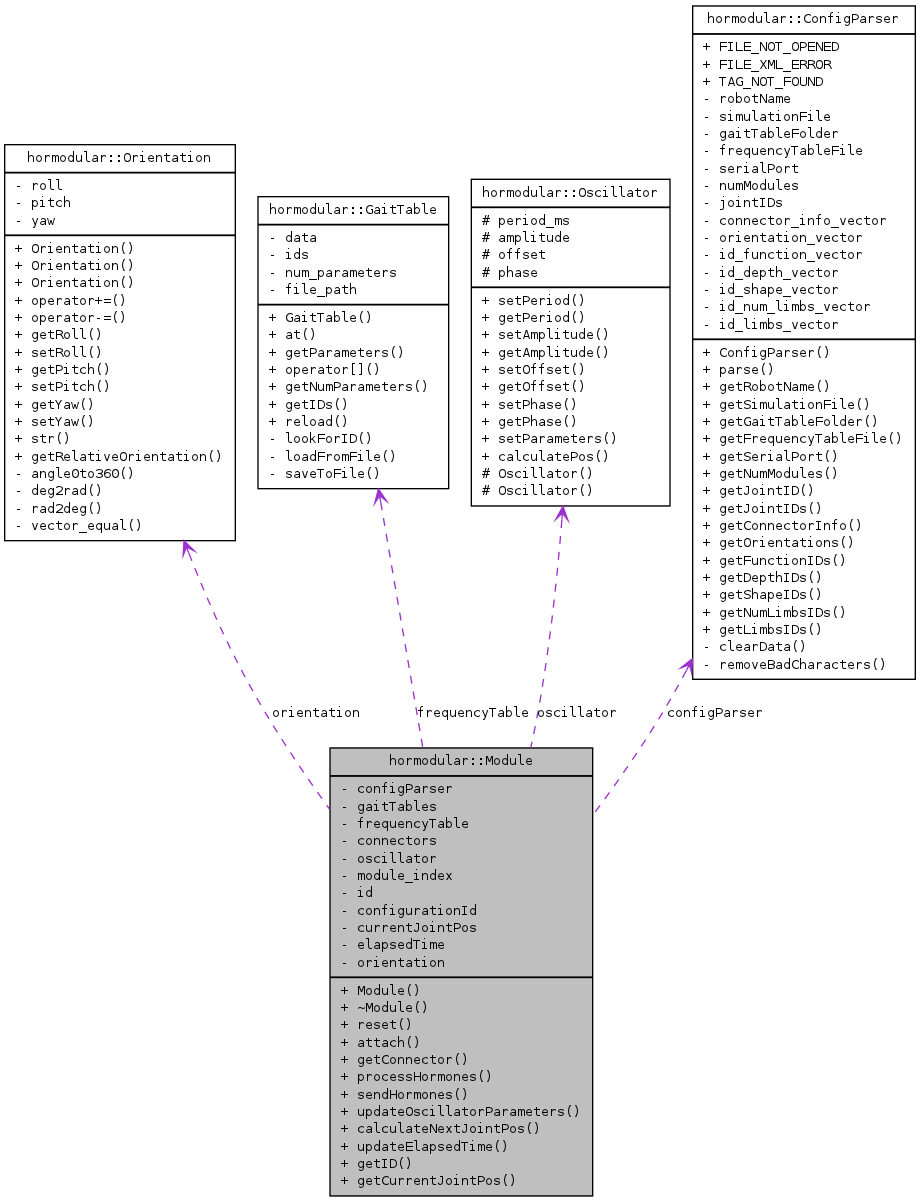 hormodular::ConfigParser
+ FILE_NOT_OPENED
+ FILE_XML_ERROR
+ TAG_NOT_FOUND
- robotName
- simulationFile
- gaitTableFolder
- frequencyTableFile
- serialPort
- numModules
- jointIDs
- connector_info_vector
- orientation_vector
- id_function_vector
- id_depth_vector
- id_shape_vector
- id_num_limbs_vector
- id_limbs_vector
+ ConfigParser()
+ parse()
+ getRobotName()
+ getSimulationFile()
+ getGaitTableFolder()
+ getFrequencyTableFile()
+ getSerialPort()
+ getNumModules()
+ getJointID()
+ getJointIDs()
+ getConnectorInfo()
+ getOrientations()
+ getFunctionIDs()
+ getDepthIDs()
+ getShapeIDs()
+ getNumLimbsIDs()
+ getLimbsIDs()
- clearData()
- removeBadCharacters()
hormodular::Orientation
- roll
- pitch
- yaw
+ Orientation()
+ Orientation()
+ Orientation()
+ operator+=()
+ operator-=()
+ getRoll()
+ setRoll()
+ getPitch()
+ setPitch()
+ getYaw()
+ setYaw()
+ str()
+ getRelativeOrientation()
- angle0to360()
- deg2rad()
- rad2deg()
- vector_equal()
hormodular::GaitTable
- data
- ids
- num_parameters
- file_path
+ GaitTable()
+ at()
+ getParameters()
+ operator[]()
+ getNumParameters()
+ getIDs()
+ reload()
- lookForID()
- loadFromFile()
- saveToFile()
hormodular::Oscillator
# period_ms
# amplitude
# offset
# phase
+ setPeriod()
+ getPeriod()
+ setAmplitude()
+ getAmplitude()
+ setOffset()
+ getOffset()
+ setPhase()
+ getPhase()
+ setParameters()
+ calculatePos()
# Oscillator()
# Oscillator()
orientation
frequencyTable
oscillator
configParser
hormodular::Module
- configParser
- gaitTables
- frequencyTable
- connectors
- oscillator
- module_index
- id
- configurationId
- currentJointPos
- elapsedTime
- orientation
+ Module()
+ ~Module()
+ reset()
+ attach()
+ getConnector()
+ processHormones()
+ sendHormones()
+ updateOscillatorParameters()
+ calculateNextJointPos()
+ updateElapsedTime()
+ getID()
+ getCurrentJointPos()